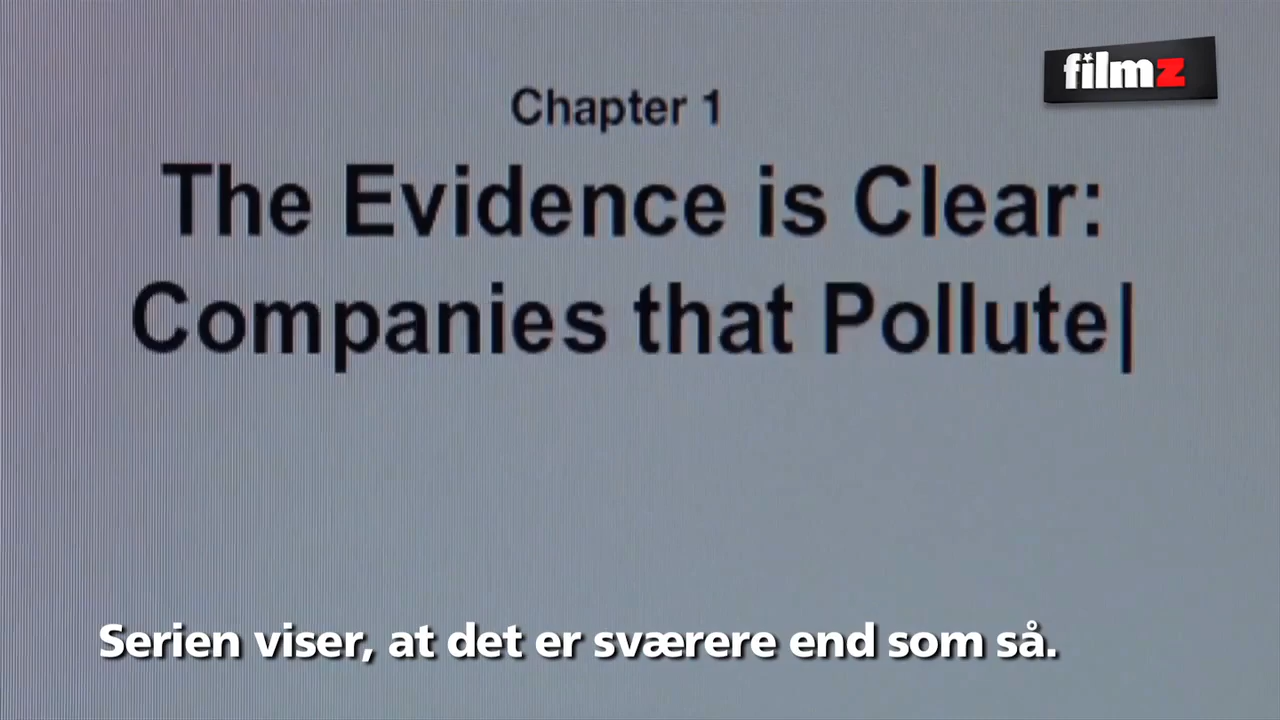 filmz
Chapter 1
The Evidence is Clear:
Companies that Pollute
Serien viser, at det er sværere end som så.